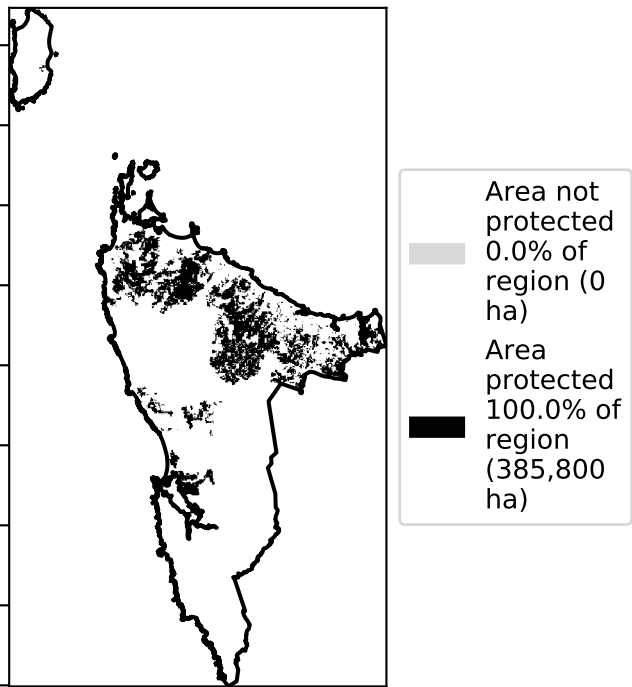 Area not
protected
0.0% of
region (0
ha)
Area
protected
100.0% of
region
(385,800
ha)